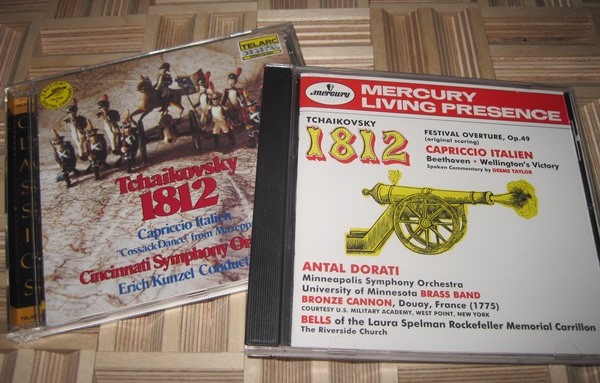 TELARC
CLASSICS
Tchaikovsky
1812
Capriccio Italien
"Cossack Dance" from Mazeppa
Cincinnati Symphony Or
Erich Kunzel Conduct
mercury
MERCURY
LIVING PRESENCE
TCHAIKOVSKY
1812
FESTIVAL OVERTURE, Op.49
(original scoring)
CAPRICCIO ITALIEN
Beethoven · Wellington's Victory
Spoken Commentary by DEEMS TAYLOR
ANTAL DORATI
Minneapolis Symphony Orchestra
University of Minnesota BRASS BAND
BRONZE CANNON, Douay, France (1775)
COURTESY U.S. MILITARY ACADEMY, WEST POINT, NEW YORK
BELLS of the Laura Spelman Rockefeller Memorial Carrillon
The Riverside Church